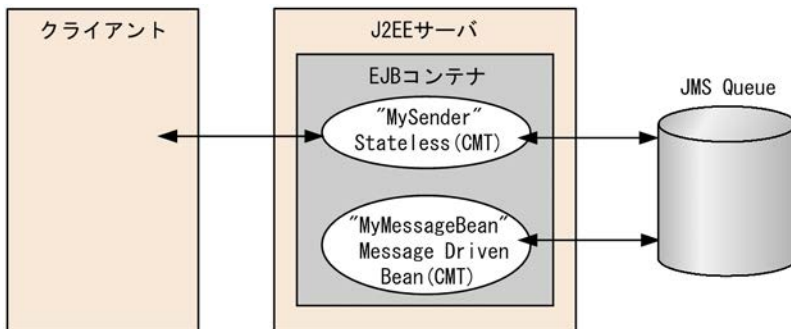 クライアント
J2EEサーバ
EJBコンテナ
JMS Queue
"MySender"
Stateless(CMT)
"MyMessageBean"
Message Driven
Bean(CMT)